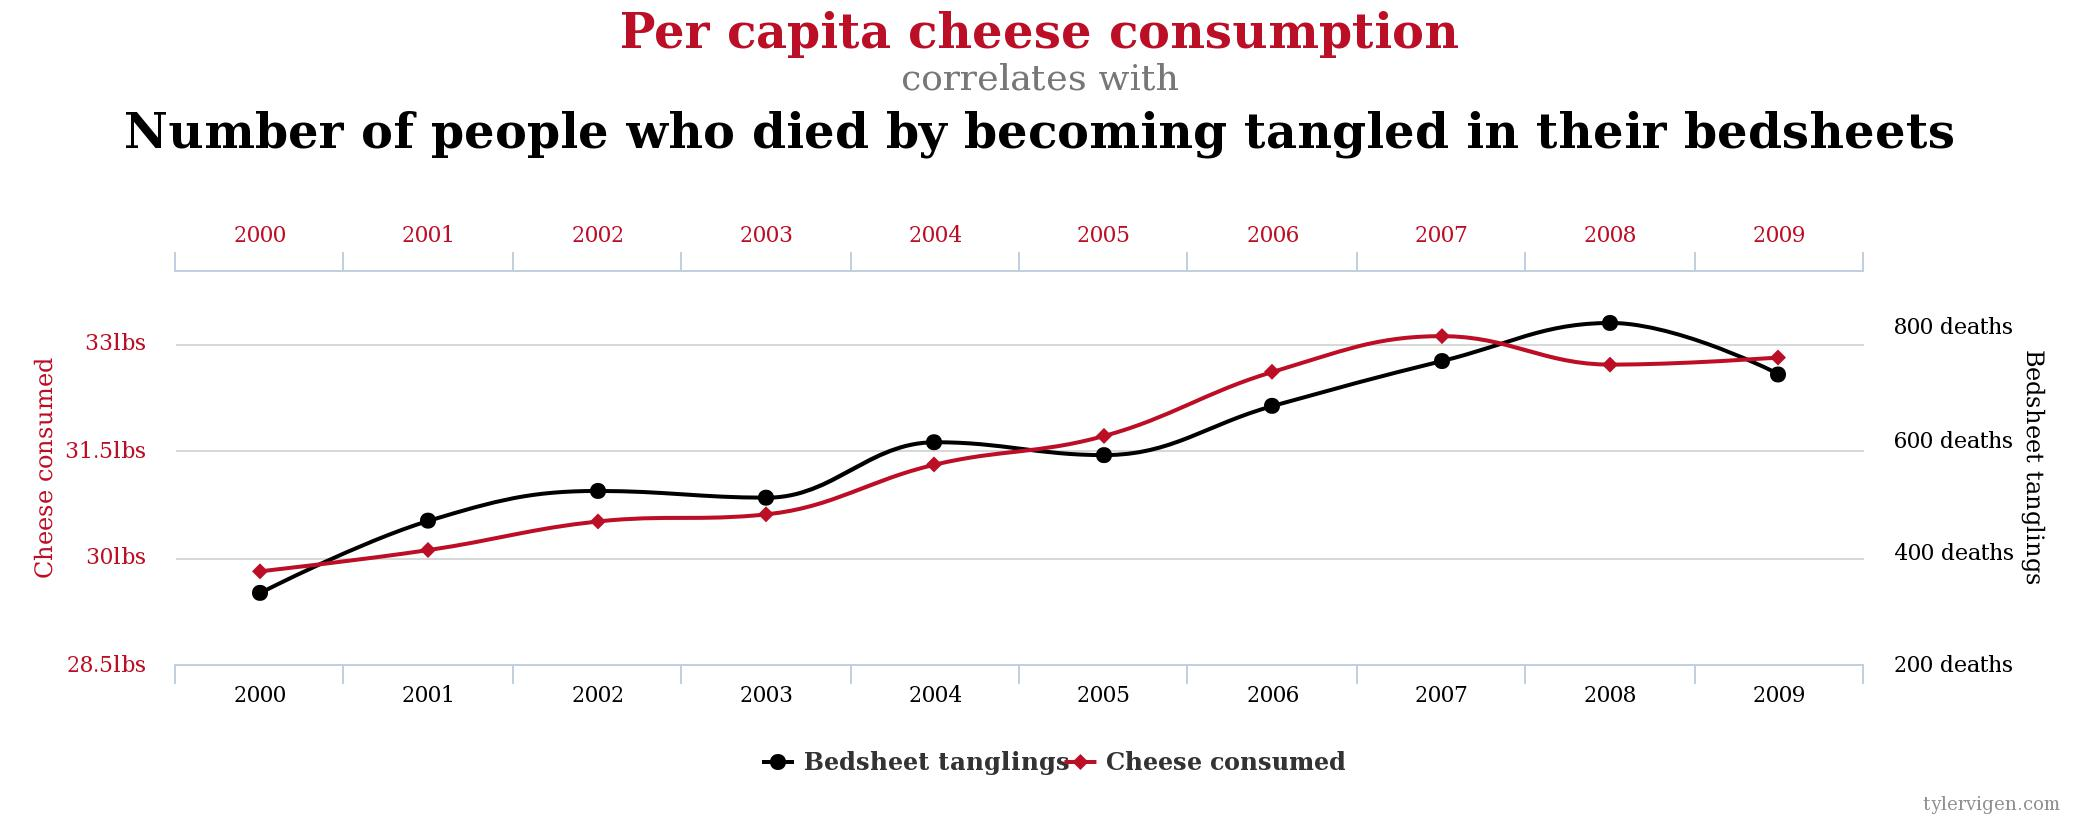 Per capita cheese consumption
correlates with
Number of people who died by becoming tangled in their bedsheets
2000 2001 2002 2003 2004 2005 2006 2007 2008 2009
Cheese consumed
33lbs
31.5lbs
30lbs
28.5lbs
800 deaths
600 deaths
400 deaths
200 deaths
Bedsheet tanglings
2000 2001 2002 2003 2004 2005 2006 2007 2008 2009
Bedsheet tanglings Cheese consumed
tylervigen.com